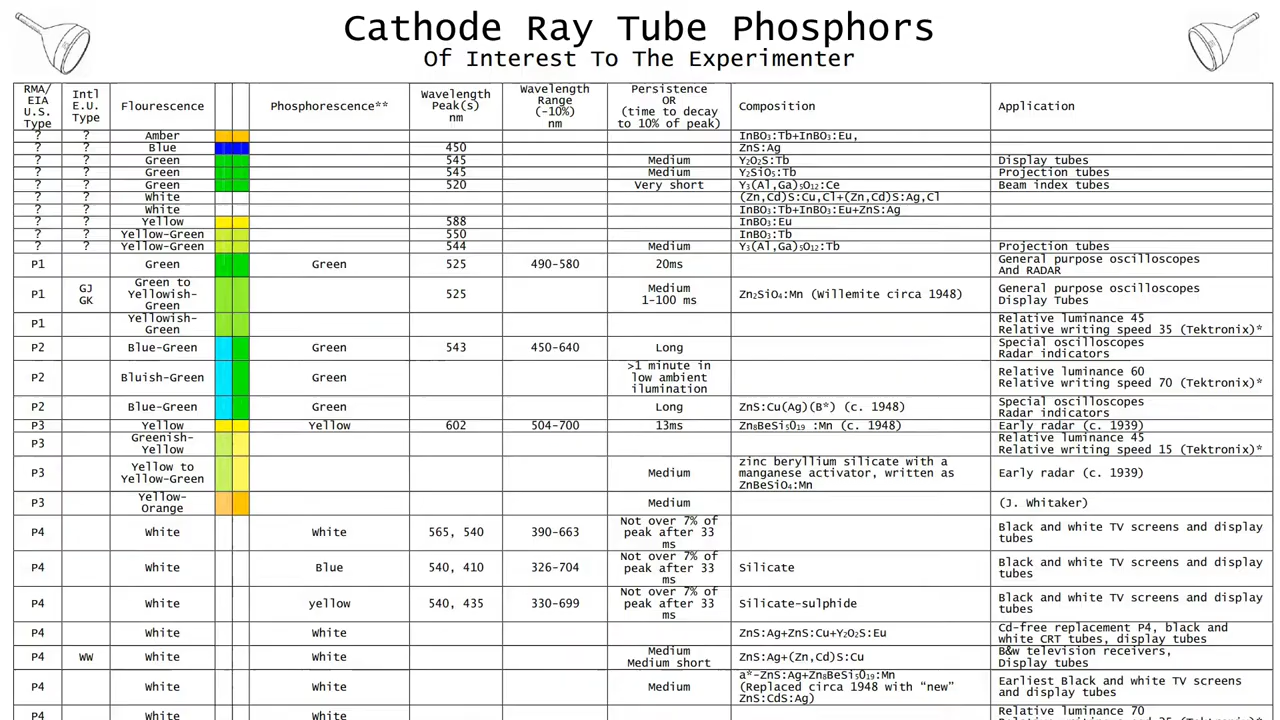 Cathode Ray Tube Phosphors
Of Interest To The Experimenter
RMA/ EIA U.S. Type | Intl E.U. Type | Flourescence | Phosphorescence** | Wavelength Peak(s) nm | Wavelength Range (-10%) nm | Persistence OR (time to decay to 10% of peak) | Composition | Application
? ? Amber InBO₃:Tb+InBO₃:Eu,
? ? Blue 450 ZnS:Ag
? ? Green 545 Medium Y₂O₂S:Tb Display tubes
? ? Green 545 Medium Y₂SiO₅:Tb Projection tubes
? ? Green 520 Very short Y₃(Al,Ga)₅O₁₂:Ce Beam index tubes
? ? White (Zn,Cd)S:Cu,Cl+(Zn,Cd)S:Ag,Cl
? ? White InBO₃:Tb+InBO₃:Eu+ZnS:Ag
? ? Yellow 588 InBO₃:Eu
? ? Yellow-Green 550 InBO₃:Tb
? ? Yellow-Green 544 Medium Y₃(Al,Ga)₅O₁₂:Tb Projection tubes
P1 Green Green 525 490-580 20ms General purpose oscilloscopes And RADAR
P1 GJ GK Green to Yellowish-Green 525 Medium 1-100 ms Zn₂SiO₄:Mn (Willemite circa 1948) General purpose oscilloscopes Display Tubes
P1 Yellowish-Green Relative luminance 45 Relative writing speed 35 (Tektronix)*
P2 Blue-Green Green 543 450-640 Long Special oscilloscopes Radar indicators
P2 Bluish-Green Green >1 minute in low ambient ilumination Relative luminance 60 Relative writing speed 70 (Tektronix)*
P2 Blue-Green Green Long ZnS:Cu(Ag)(B*) (c. 1948) Special oscilloscopes Radar indicators
P3 Yellow Yellow 602 504-700 13ms Zn₈BeSi₅O₁₉ :Mn (c. 1948) Early radar (c. 1939)
P3 Greenish-Yellow Relative luminance 45 Relative writing speed 15 (Tektronix)*
P3 Yellow to Yellow-Green Medium zinc beryllium silicate with a manganese activator, written as ZnBeSiO₄:Mn Early radar (c. 1939)
P3 Yellow-Orange Medium (J. Whitaker)
P4 White White 565, 540 390-663 Not over 7% of peak after 33 ms Black and white TV screens and display tubes
P4 White Blue 540, 410 326-704 Not over 7% of peak after 33 ms Silicate Black and white TV screens and display tubes
P4 White yellow 540, 435 330-699 Not over 7% of peak after 33 ms Silicate-sulphide Black and white TV screens and display tubes
P4 White White ZnS:Ag+ZnS:Cu+Y₂O₂S:Eu Cd-free replacement P4, black and white CRT tubes, display tubes
P4 WW White White Medium Medium short ZnS:Ag+(Zn,Cd)S:Cu B&W television receivers, Display tubes
P4 White White Medium a*-ZnS:Ag+Zn₈BeSi₅O₁₉:Mn (Replaced circa 1948 with “new” ZnS:CdS:Ag) Earliest Black and white TV screens and display tubes
P4 White White Relative luminance 70